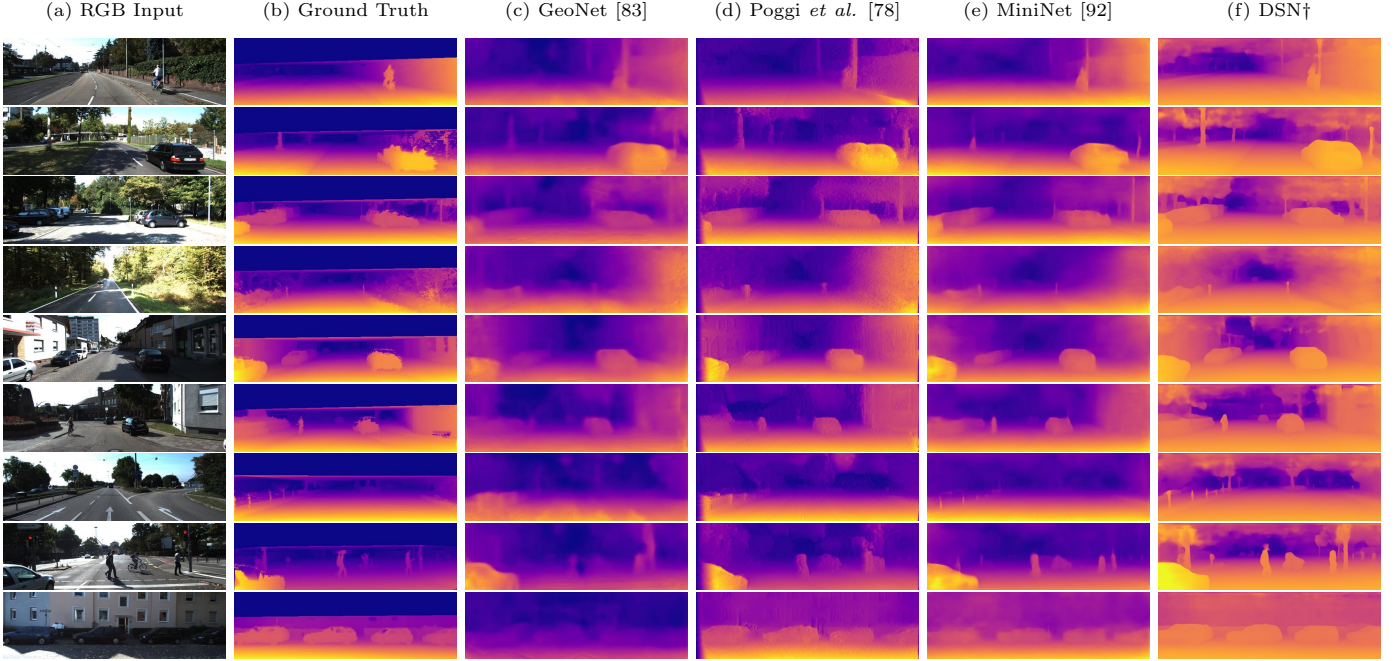 (a) RGB Input (b) Ground Truth (c) GeoNet [83] (d) Poggi et al. [78] (e) MiniNet [92] (f) DSN†